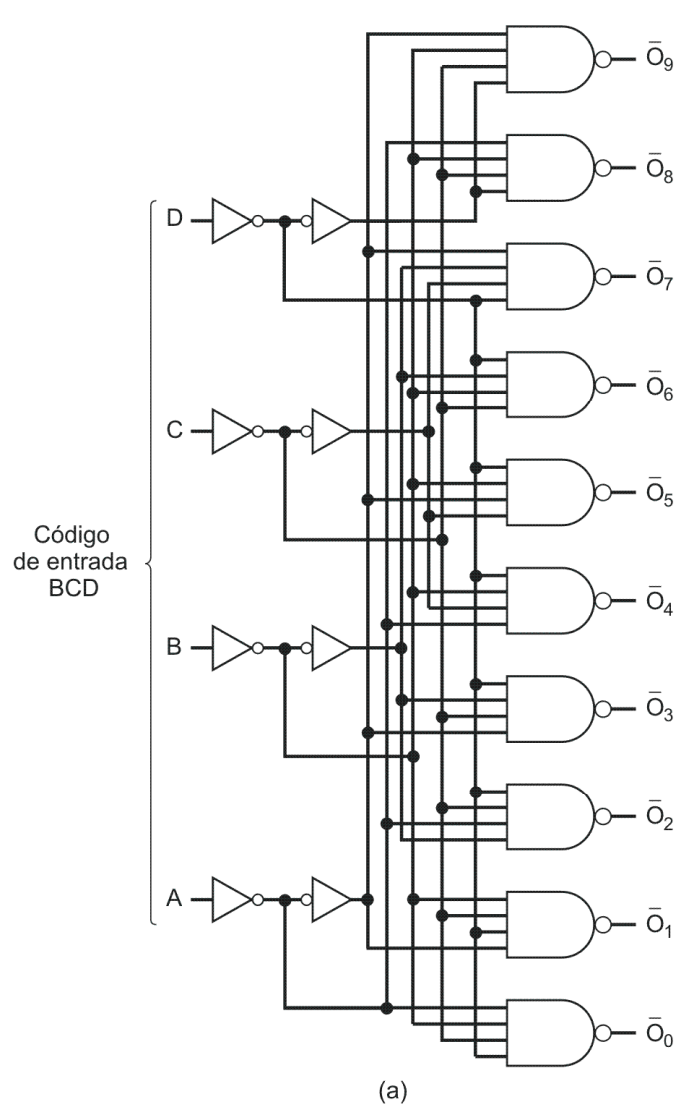 Ō₉
Ō₈
D
Ō₇
Ō₆
C
Ō₅
Código
de entrada
BCD
Ō₄
B
Ō₃
Ō₂
A
Ō₁
Ō₀
(a)